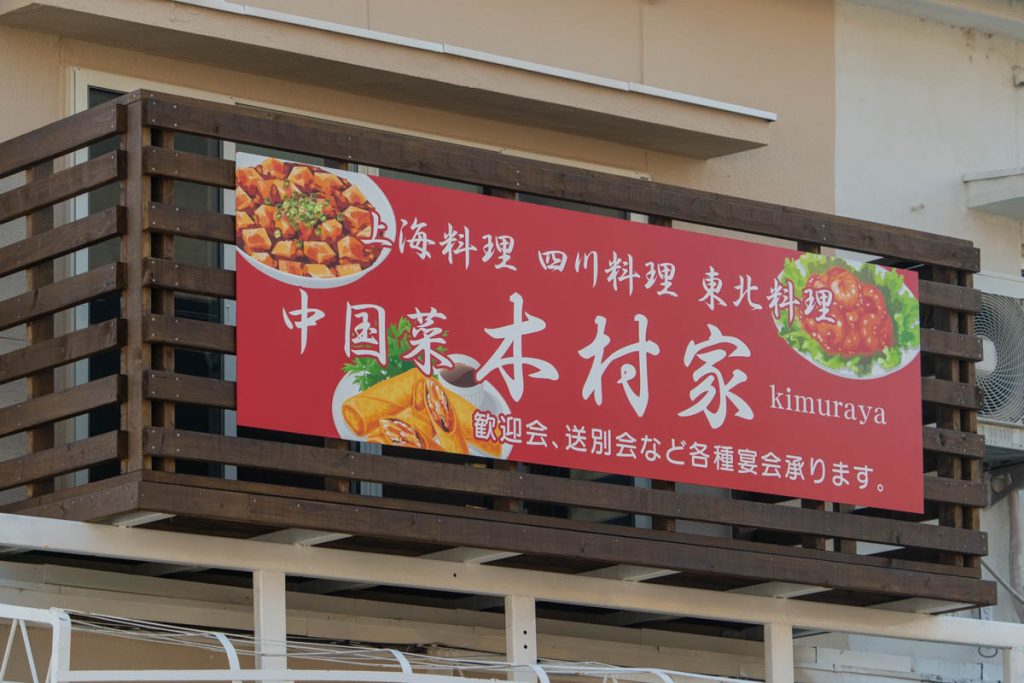 上海料理 四川料理 東北料理
中国菜 木村家 kimuraya
歓迎会、送別会など各種宴会承ります。